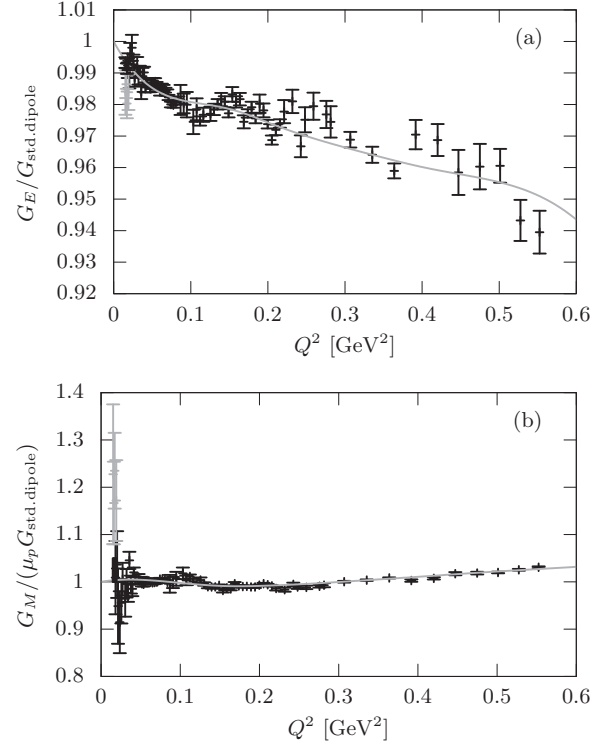 1.01
1
0.99
0.98
0.97
0.96
0.95
0.94
0.93
0.92
G_E/G_std.dipole
(a)
0 0.1 0.2 0.3 0.4 0.5 0.6
Q^2 [GeV^2]
1.4
1.3
1.2
1.1
1
0.9
0.8
G_M/(μ_p G_std.dipole)
(b)
0 0.1 0.2 0.3 0.4 0.5 0.6
Q^2 [GeV^2]